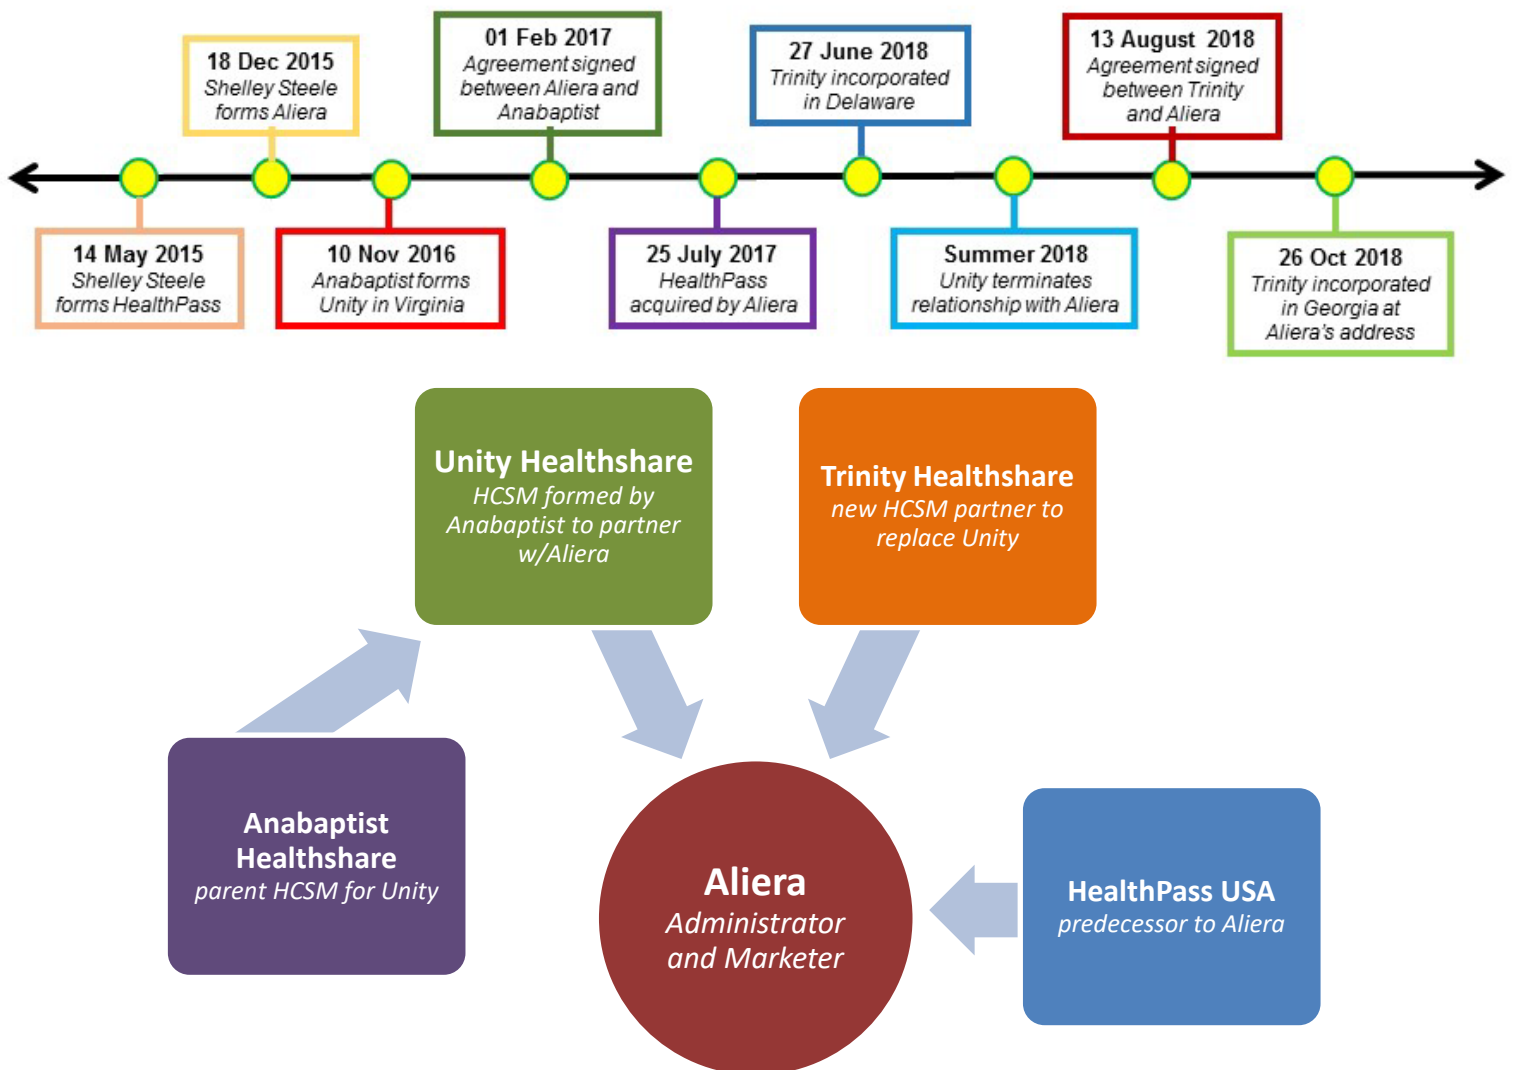 18 Dec 2015
Shelley Steele
forms Aliera
01 Feb 2017
Agreement signed
between Aliera and
Anabaptist
27 June 2018
Trinity incorporated
in Delaware
13 August 2018
Agreement signed
between Trinity
and Aliera
14 May 2015
Shelley Steele
forms HealthPass
10 Nov 2016
Anabaptist forms
Unity in Virginia
25 July 2017
HealthPass
acquired by Aliera
Summer 2018
Unity terminates
relationship with Aliera
26 Oct 2018
Trinity incorporated
in Georgia at
Aliera's address
Unity Healthshare
HCSM formed by
Anabaptist to partner
w/Aliera
Trinity Healthshare
new HCSM partner to
replace Unity
Anabaptist
Healthshare
parent HCSM for Unity
Aliera
Administrator
and Marketer
HealthPass USA
predecessor to Aliera